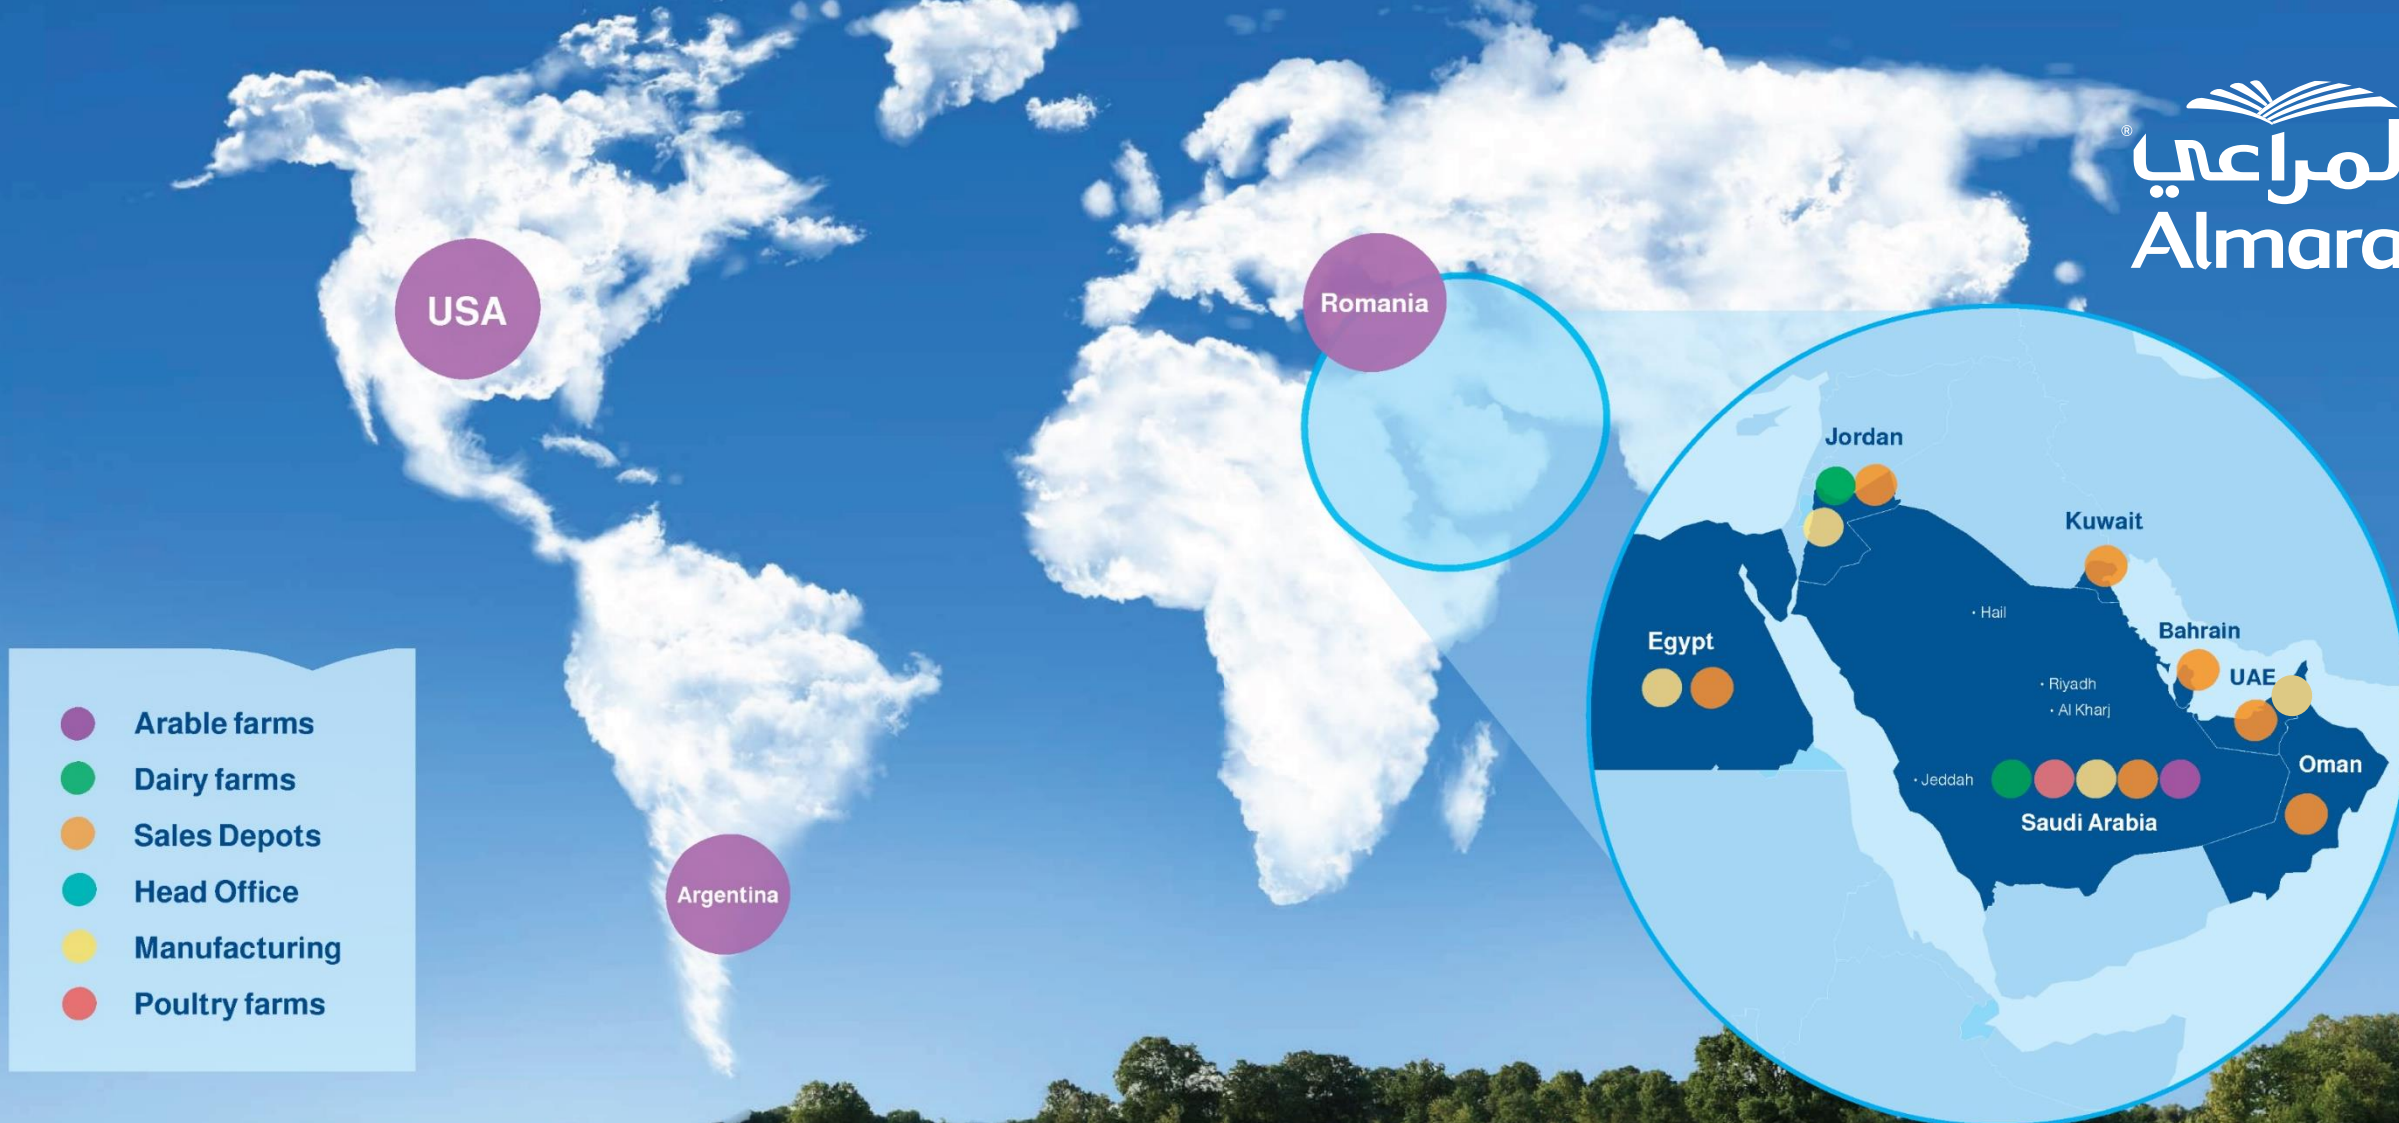 المراعي
®
Almara
USA
Romania
Argentina
Arable farms
Dairy farms
Sales Depots
Head Office
Manufacturing
Poultry farms
Jordan
Kuwait
· Hail
Bahrain
Egypt
UAE
· Riyadh
· Al Kharj
Oman
· Jeddah
Saudi Arabia